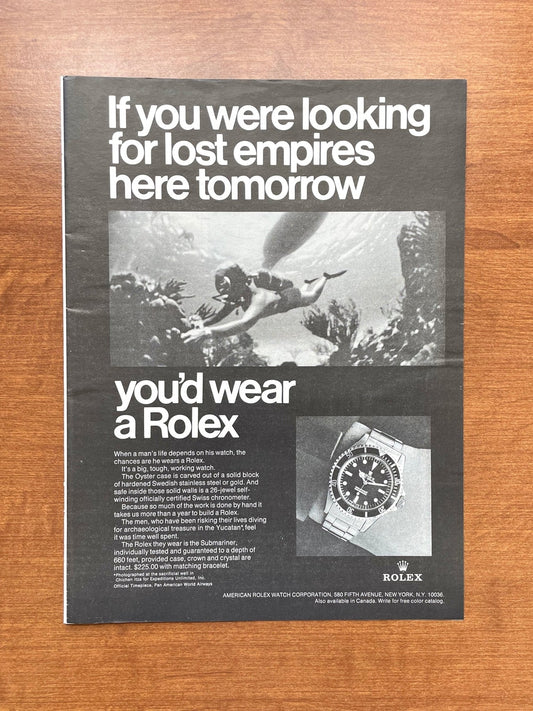 If you were looking
for lost empires
here tomorrow
you'd wear
a Rolex
When a man's life depends on his watch, the
chances are he wears a Rolex.
It's a big, tough, working watch.
The Oyster case is carved out of a solid block
of hardened Swedish stainless steel or gold. And
safe inside those solid walls is a 26-jewel self-
winding officially certified Swiss chronometer.
Because so much of the work is done by hand it
takes us more than a year to build a Rolex.
The men, who have been risking their lives diving
for archaeological treasure in the Yucatan*, feel
it was time well spent.
The Rolex they wear is the Submariner,
individually tested and guaranteed to a depth of
660 feet, provided case, crown and crystal are
intact. $225.00 with matching bracelet.
*Photographed at the sacrificial well in
Chichen Itza for Expeditions Unlimited, Inc.
Official Timepiece, Pan American World Airways
ROLEX
AMERICAN ROLEX WATCH CORPORATION, 580 FIFTH AVENUE, NEW YORK, N.Y. 10036.
Also available in Canada. Write for free color catalog.